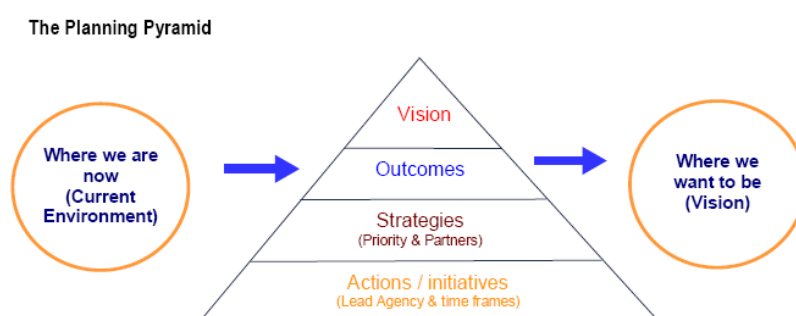 The Planning Pyramid
Where we are
now
(Current
Environment)
Vision
Outcomes
Strategies
(Priority & Partners)
Actions / initiatives
(Lead Agency & time frames)
Where we
want to be
(Vision)